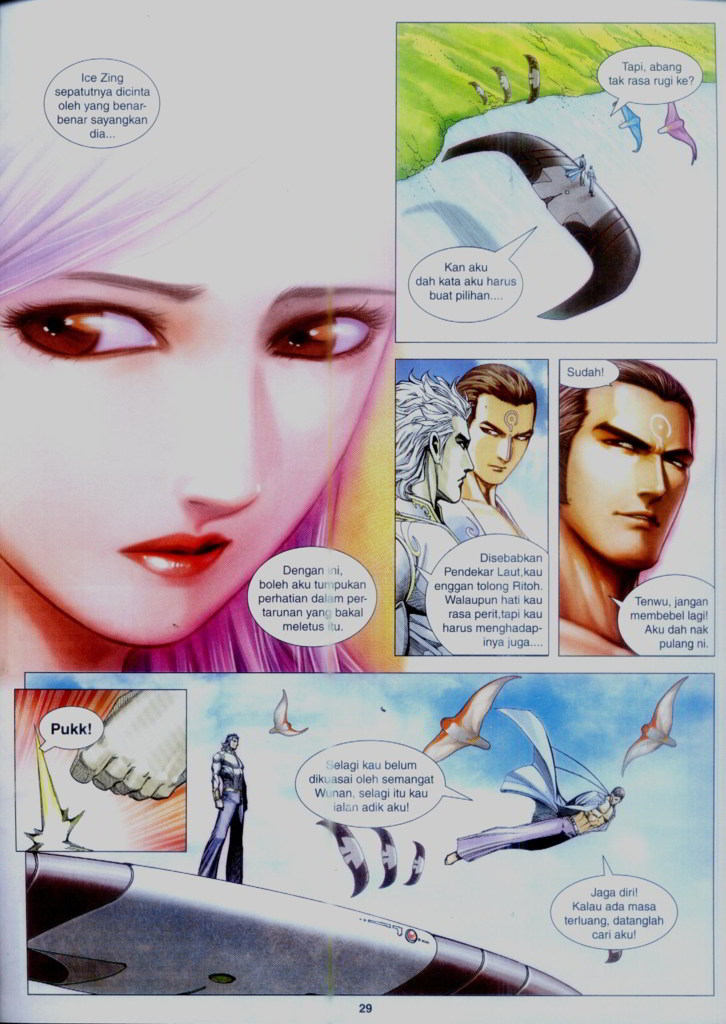 Ice Zing
sepatutnya dicinta
oleh yang benar-
benar sayangkan
dia...
Tapi, abang
tak rasa rugi ke?
Kan aku
dah kata aku harus
buat pilihan....
Dengan ini,
boleh aku tumpukan
perhatian dalam per-
tarunan yang bakal
meletus itu.
Disebabkan
Pendekar Laut,kau
enggan tolong Ritoh.
Walaupun hati kau
rasa perit,tapi kau
harus menghadap-
inya juga....
Sudah!
Tenwu, jangan
membebel lagi!
Aku dah nak
pulang ni.
Pukk!
Selagi kau belum
dikuasai oleh semangat
Wunan, selagi itu kau
ialan adik aku!
Jaga diri!
Kalau ada masa
terluang, datanglah
cari aku!
29